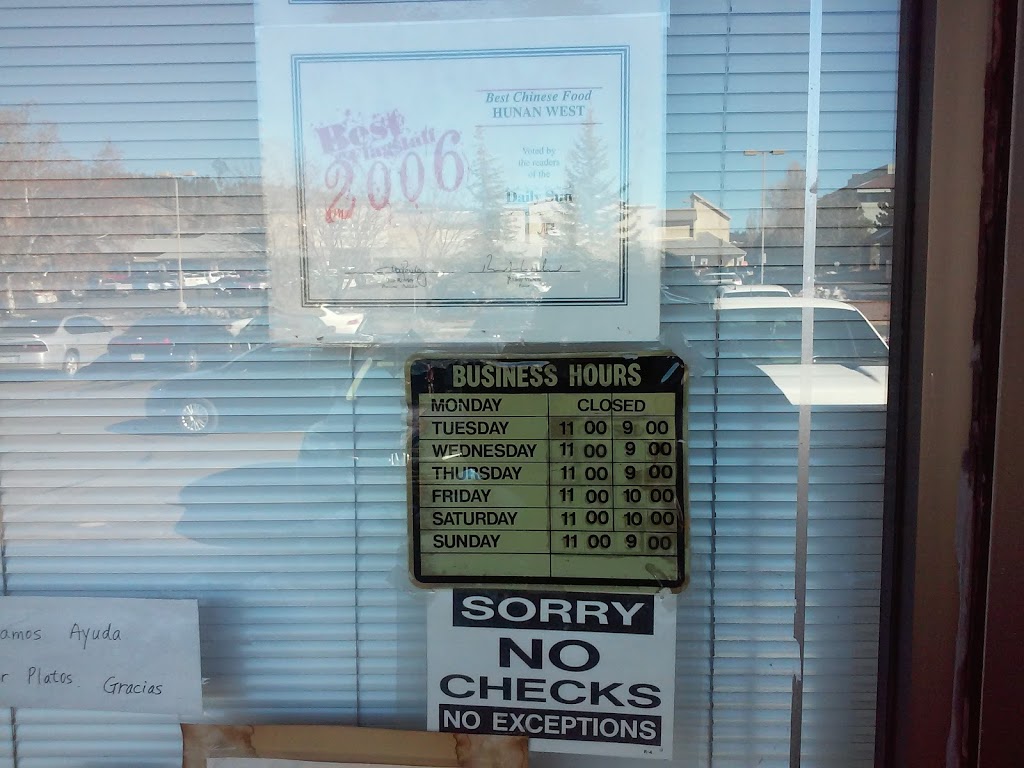 Best
of Flagstaff
2006
Best Chinese Food
HUNAN WEST
Voted by
the readers
of the
Daily Sun
BUSINESS HOURS
MONDAY CLOSED
TUESDAY 11 00 9 00
WEDNESDAY 11 00 9 00
THURSDAY 11 00 9 00
FRIDAY 11 00 10 00
SATURDAY 11 00 10 00
SUNDAY 11 00 9 00
SORRY
NO
CHECKS
NO EXCEPTIONS
amos Ayuda
r Platos. Gracias